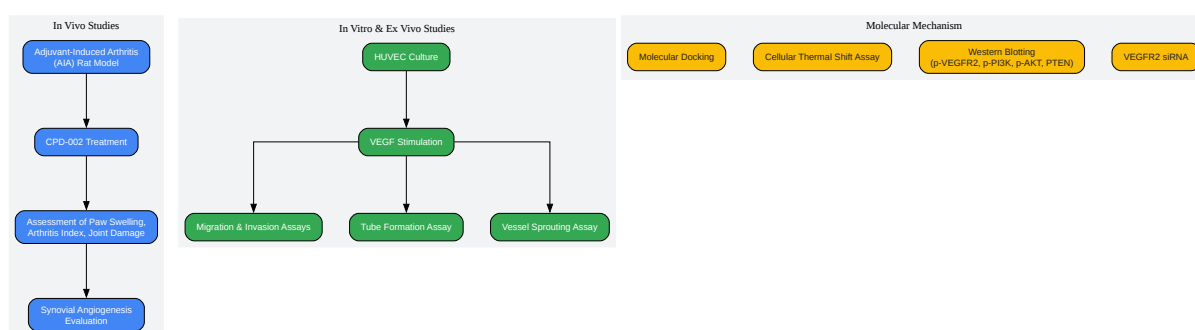 In Vivo Studies
Adjuvant-Induced Arthritis
(AIA) Rat Model
CPD-002 Treatment
Assessment of Paw Swelling,
Arthritis Index, Joint Damage
Synovial Angiogenesis
Evaluation
In Vitro & Ex Vivo Studies
HUVEC Culture
VEGF Stimulation
Migration & Invasion Assays
Tube Formation Assay
Vessel Sprouting Assay
Molecular Mechanism
Molecular Docking
Cellular Thermal Shift Assay
Western Blotting
(p-VEGFR2, p-PI3K, p-AKT, PTEN)
VEGFR2 siRNA